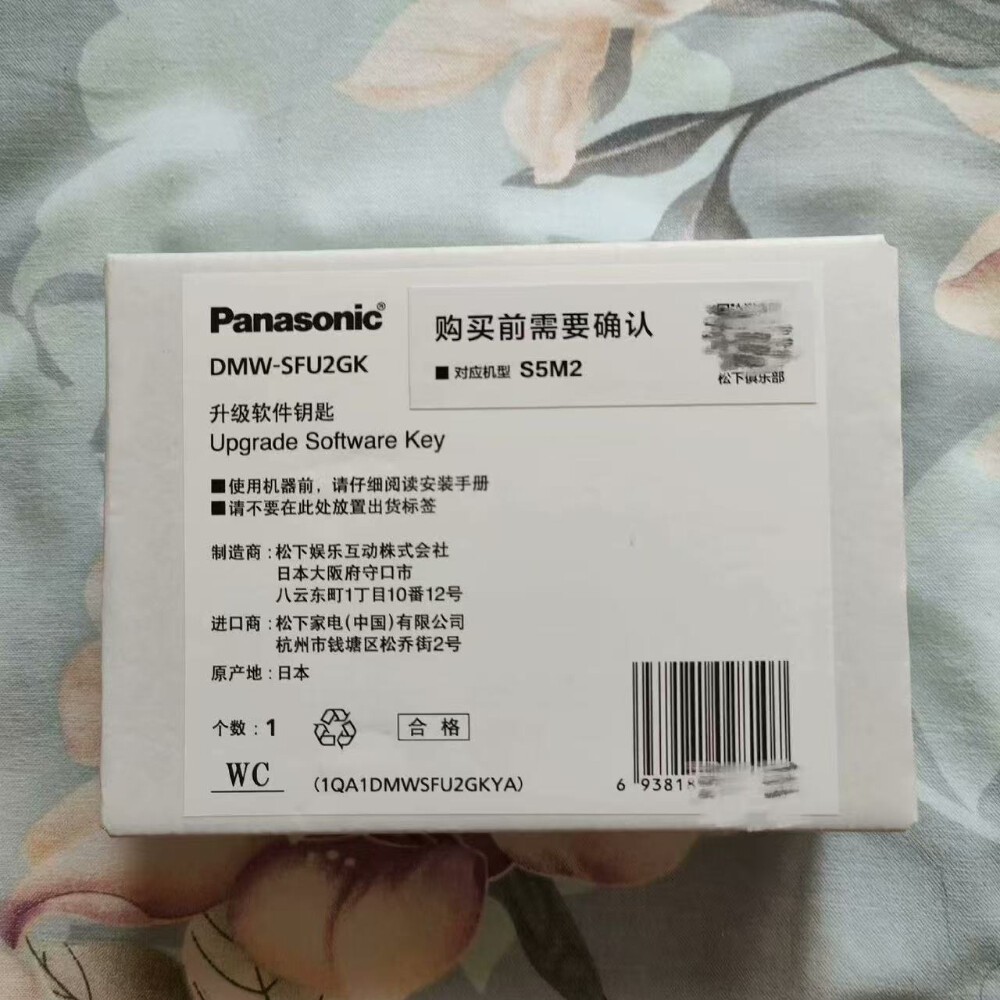 Panasonic®
DMW-SFU2GK
购买前需要确认
■ 对应机型 S5M2
松下俱乐部
升级软件钥匙
Upgrade Software Key
■使用机器前，请仔细阅读安装手册
■请不要在此处放置出货标签
制造商：松下娱乐互动株式会社
日本大阪府守口市
八云东町1丁目10番12号
进口商：松下家电(中国)有限公司
杭州市钱塘区松乔街2号
原产地：日本
个数：1
合格
WC
(1QA1DMWSFU2GKYA)
6 93818